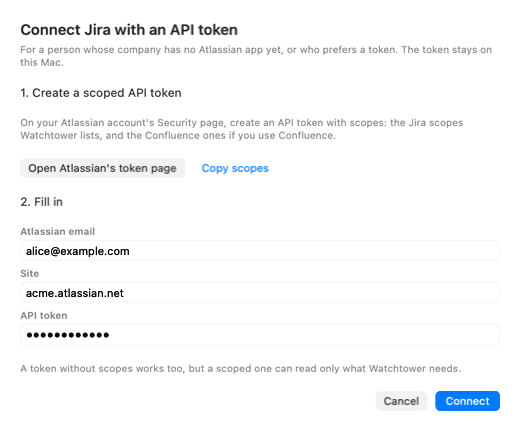 Connect Jira with an API token
For a person whose company has no Atlassian app yet, or who prefers a token. The token stays on
this Mac.
1. Create a scoped API token
On your Atlassian account's Security page, create an API token with scopes: the Jira scopes
Watchtower lists, and the Confluence ones if you use Confluence.
Open Atlassian's token page
Copy scopes
2. Fill in
Atlassian email
alice@example.com
Site
acme.atlassian.net
API token
••••••••••••
A token without scopes works too, but a scoped one can read only what Watchtower needs.
Cancel
Connect